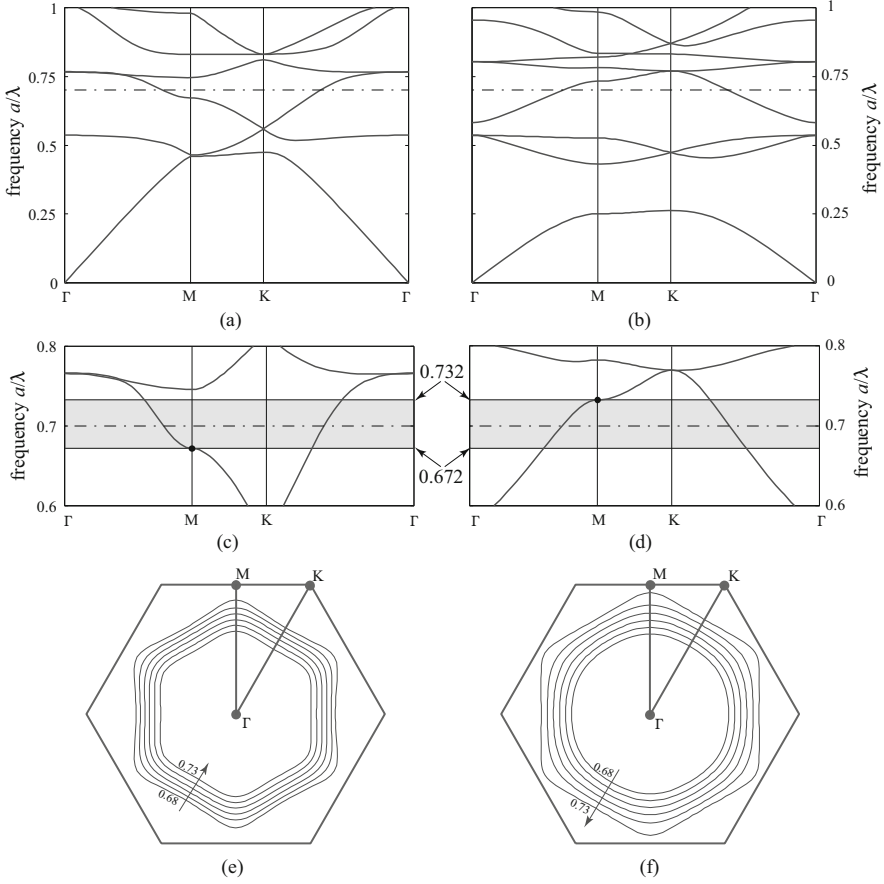 frequency a/λ
1
0.75
0.5
0.25
0
Γ
M
K
Γ
(a)
1
0.75
0.5
0.25
0
frequency a/λ
Γ
M
K
Γ
(b)
frequency a/λ
0.8
0.7
0.6
Γ
M
K
Γ
(c)
0.732
0.672
0.8
0.7
0.6
frequency a/λ
Γ
M
K
Γ
(d)
M
K
Γ
0.73
0.68
(e)
M
K
Γ
0.68
0.73
(f)